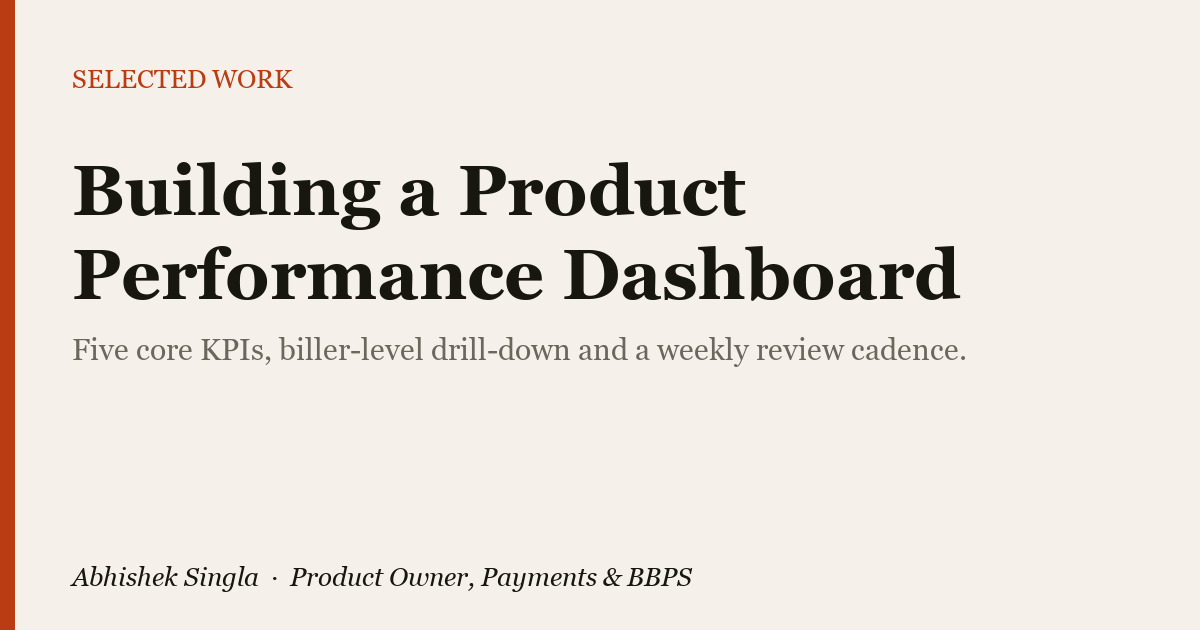 SELECTED WORK
Building a Product
Performance Dashboard
Five core KPIs, biller-level drill-down and a weekly review cadence.
Abhishek Singla · Product Owner, Payments & BBPS